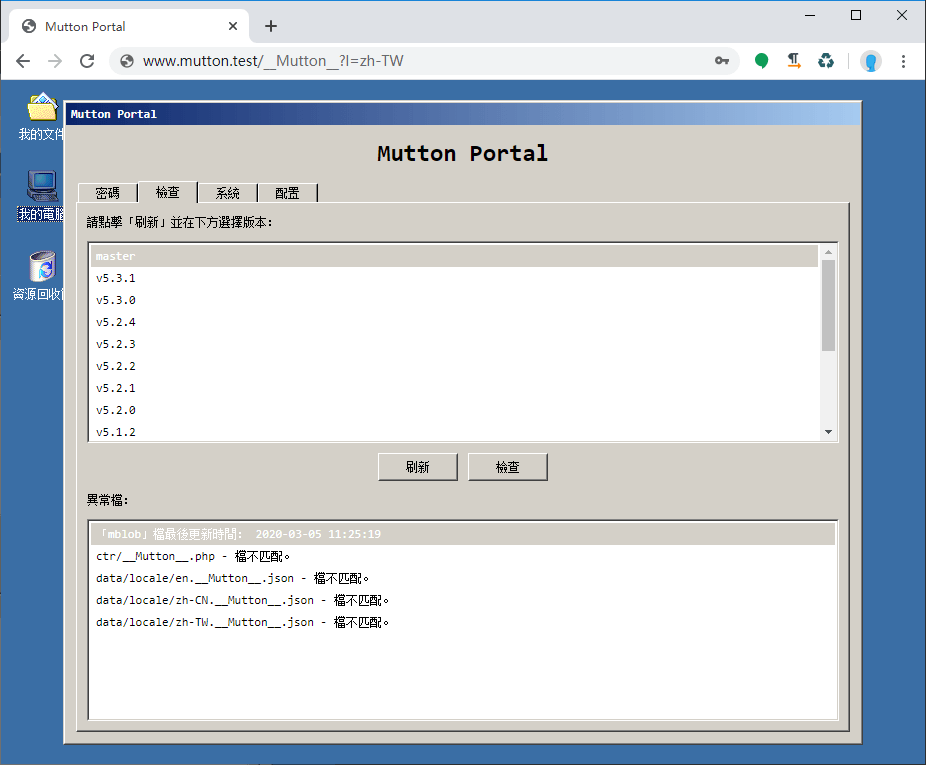 Mutton Portal
www.mutton.test/__Mutton__?l=zh-TW
我的文件
我的電腦
資源回收
Mutton Portal
Mutton Portal
密碼 檢查 系統 配置
請點擊「刷新」並在下方選擇版本:
master
v5.3.1
v5.3.0
v5.2.4
v5.2.3
v5.2.2
v5.2.1
v5.2.0
v5.1.2
刷新 檢查
異常檔:
「mblob」檔最後更新時間: 2020-03-05 11:25:19
ctr/__Mutton__.php - 檔不匹配。
data/locale/en.__Mutton__.json - 檔不匹配。
data/locale/zh-CN.__Mutton__.json - 檔不匹配。
data/locale/zh-TW.__Mutton__.json - 檔不匹配。